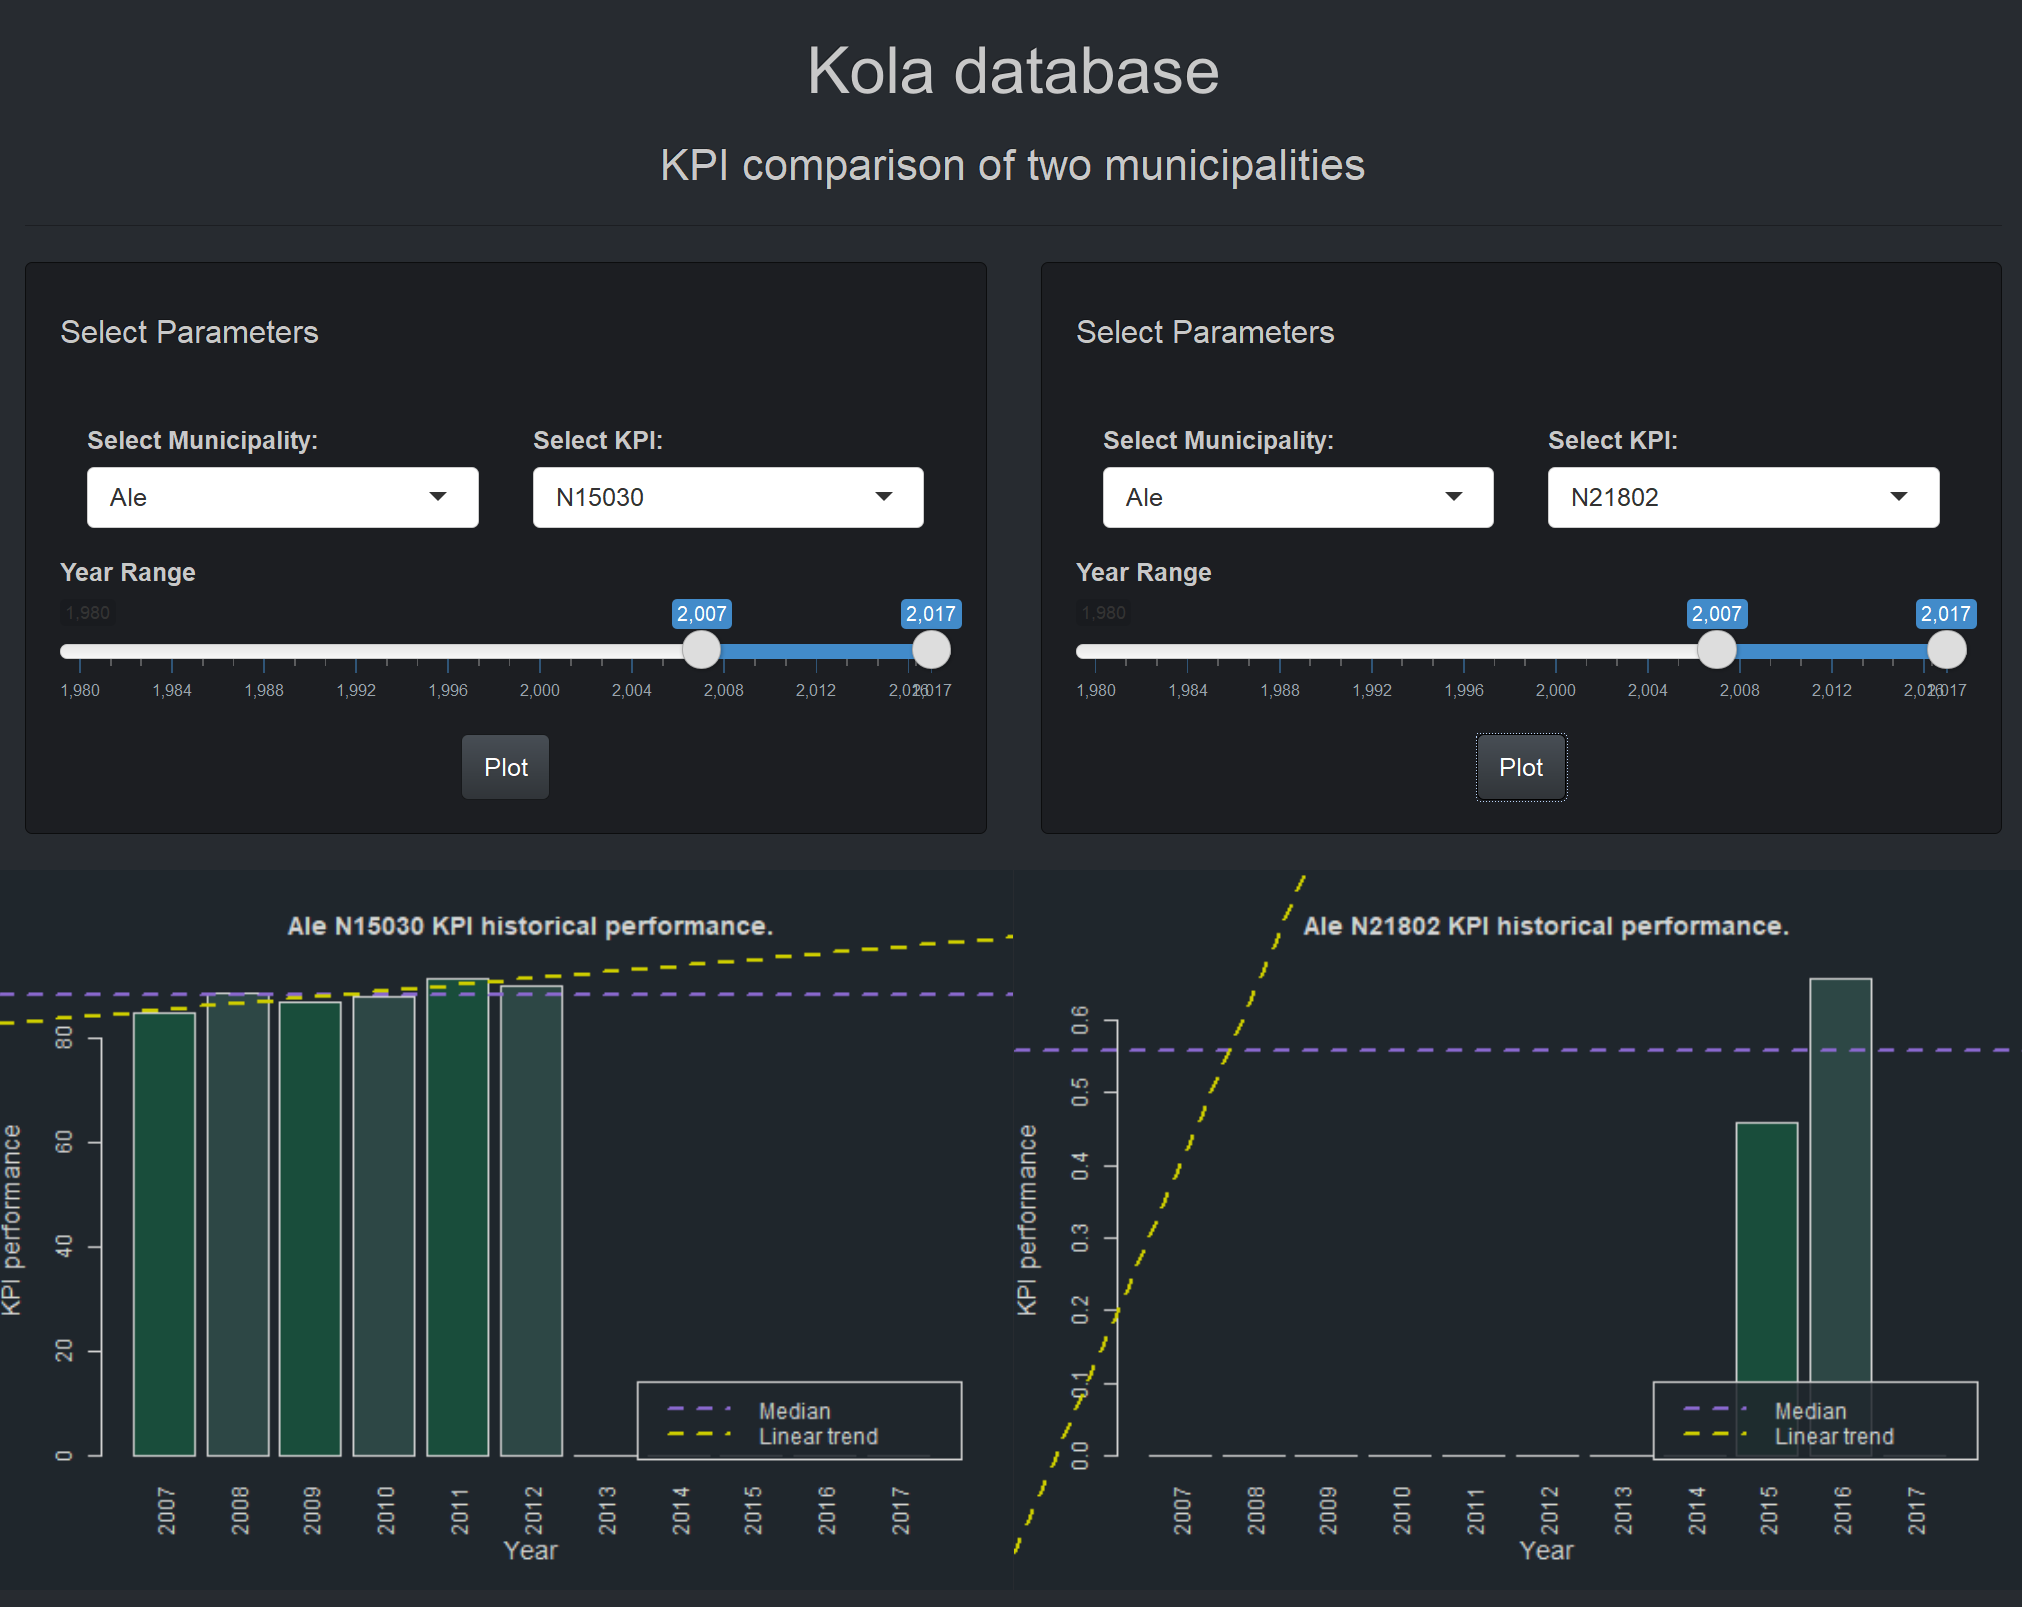 Kola database
KPI comparison of two municipalities
Select Parameters
Select Municipality:
Select KPI:
Ale
N15030
Year Range
1,980
2,007
2,017
1,980 1,984 1,988 1,992 1,996 2,000 2,004 2,008 2,012 2,016 2,017
Plot
Select Parameters
Select Municipality:
Select KPI:
Ale
N21802
Year Range
1,980
2,007
2,017
1,980 1,984 1,988 1,992 1,996 2,000 2,004 2,008 2,012 2,016 2,017
Plot
Ale N15030 KPI historical performance.
KPI performance
80
60
40
20
0
Median
Linear trend
2007 2008 2009 2010 2011 2012 2013 2014 2015 2016 2017
Year
Ale N21802 KPI historical performance.
KPI performance
0.6
0.5
0.4
0.3
0.2
0.1
0.0
Median
Linear trend
2007 2008 2009 2010 2011 2012 2013 2014 2015 2016 2017
Year